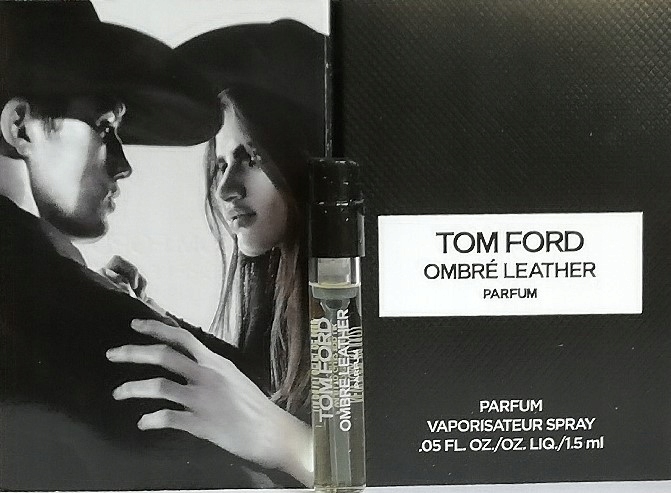 TOM FORD
OMBRÉ LEATHER
PARFUM
PARFUM
VAPORISATEUR SPRAY
.05 FL. OZ./OZ. LIQ./1.5 ml
TOM FORD
OMBRÉ LEATHER
PARFUM